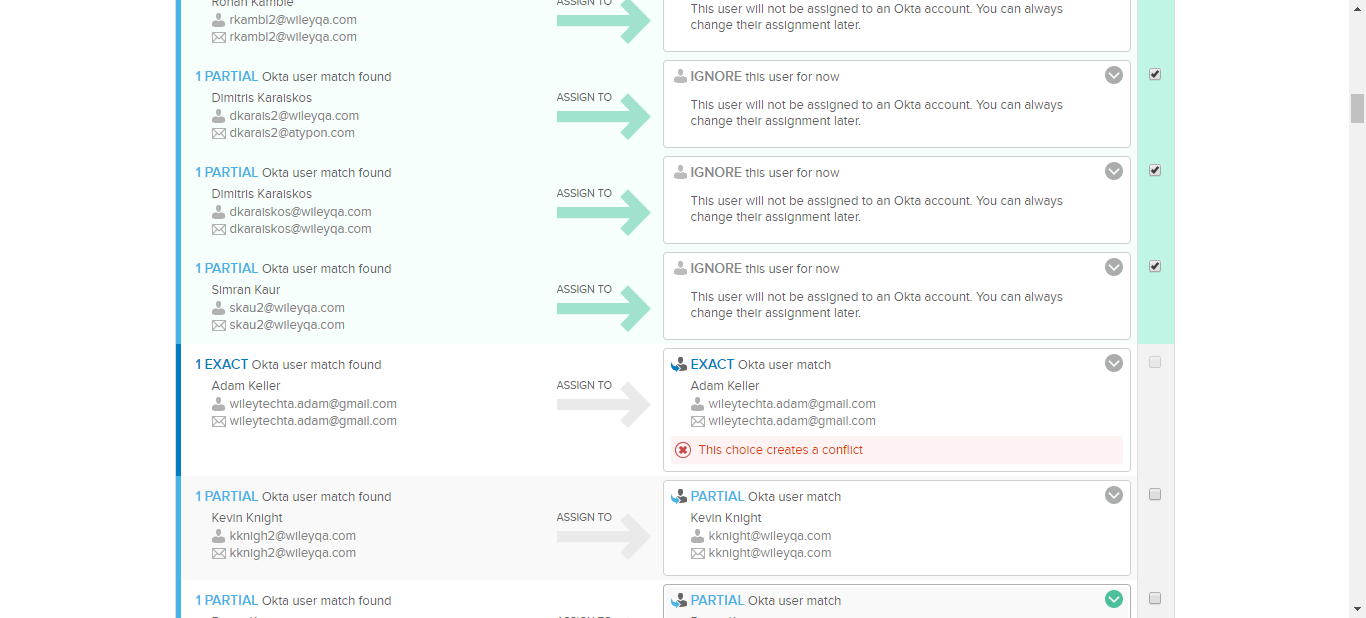 Ronan Kamble
rkambl2@wileyqa.com
rkambl2@wileyqa.com
ASSIGN TO
This user will not be assigned to an Okta account. You can always
change their assignment later.
1 PARTIAL Okta user match found
Dimitris Karaiskos
dkarais2@wileyqa.com
dkarais2@atypon.com
ASSIGN TO
IGNORE this user for now
This user will not be assigned to an Okta account. You can always
change their assignment later.
1 PARTIAL Okta user match found
Dimitris Karaiskos
dkaraiskos@wileyqa.com
dkaraiskos@wileyqa.com
ASSIGN TO
IGNORE this user for now
This user will not be assigned to an Okta account. You can always
change their assignment later.
1 PARTIAL Okta user match found
Simran Kaur
skau2@wileyqa.com
skau2@wileyqa.com
ASSIGN TO
IGNORE this user for now
This user will not be assigned to an Okta account. You can always
change their assignment later.
1 EXACT Okta user match found
Adam Keller
wileytechta.adam@gmail.com
wileytechta.adam@gmail.com
ASSIGN TO
EXACT Okta user match
Adam Keller
wileytechta.adam@gmail.com
wileytechta.adam@gmail.com
This choice creates a conflict
1 PARTIAL Okta user match found
Kevin Knight
kknigh2@wileyqa.com
kknigh2@wileyqa.com
ASSIGN TO
PARTIAL Okta user match
Kevin Knight
kknight@wileyqa.com
kknight@wileyqa.com
1 PARTIAL Okta user match found
ASSIGN TO
PARTIAL Okta user match